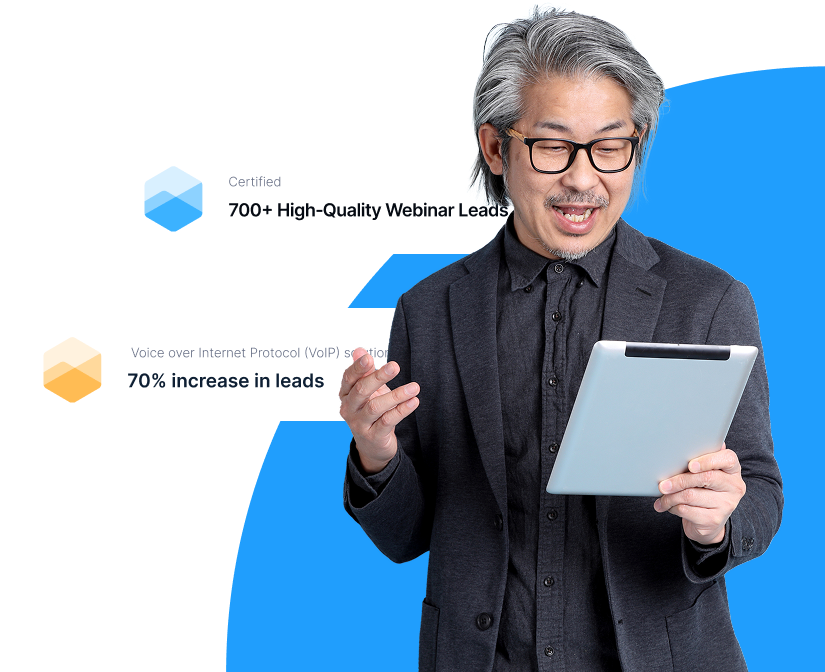 Certified
700+ High-Quality Webinar Leads
Voice over Internet Protocol (VoIP)
70% increase in leads